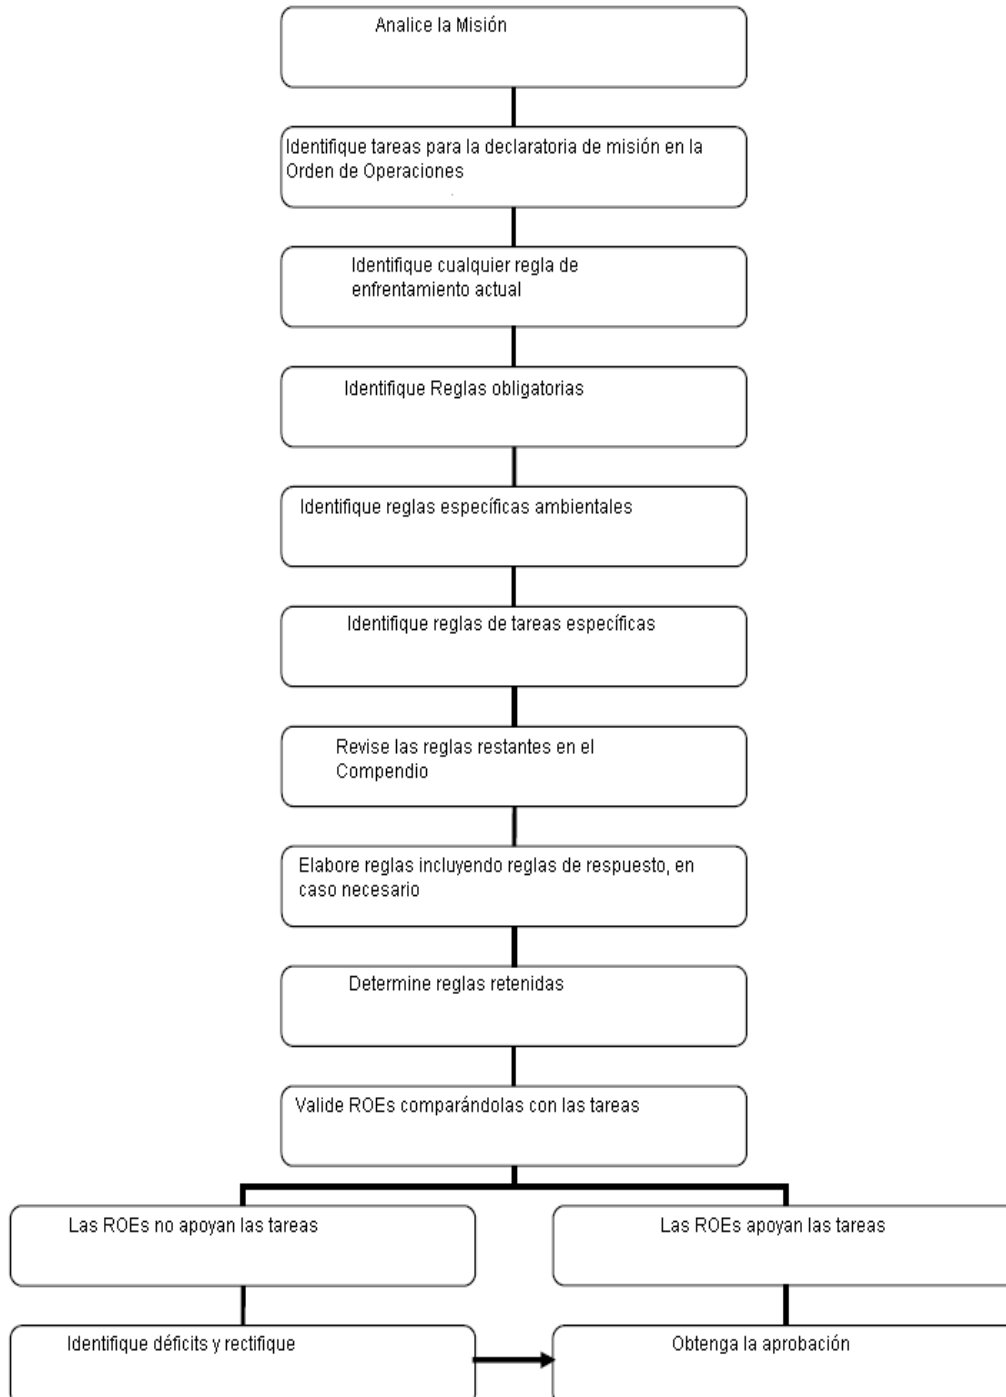 Analice la Misión
Identifique tareas para la declaratoria de misión en la
Orden de Operaciones
Identifique cualquier regla de
enfrentamiento actual
Identifique Reglas obligatorias
Identifique reglas específicas ambientales
Identifique reglas de tareas específicas
Revise las reglas restantes en el
Compendio
Elabore reglas incluyendo reglas de respuesto, en
caso necesario
Determine reglas retenidas
Valide ROEs comparándolas con las tareas
Las ROEs no apoyan las tareas
Las ROEs apoyan las tareas
Identifique déficits y rectifique
Obtenga la aprobación